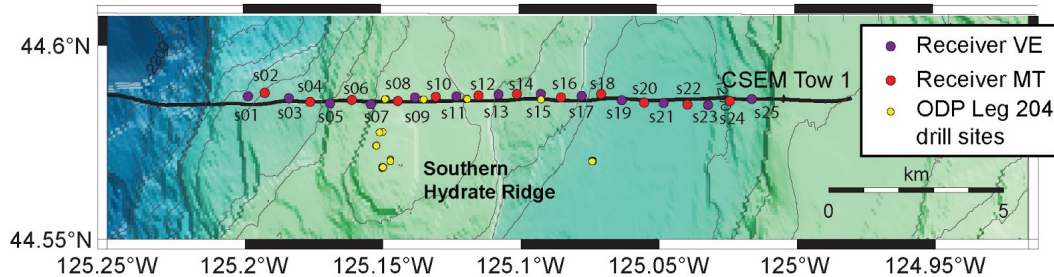 44.6°
44.55°N
2209
s02
s04
s06
s08
s10
s12
s14
s16
s18
s20
s22
s01
s03
s05
s07
s09
s11
s13
s15
s17
s19
s21
s23
s24
s25
CSEM Tow 1
Southern
Hydrate Ridge
Receiver VE
Receiver MT
ODP Leg 204
drill sites
km
0 5
125.25°W 125.2°W 125.15°W 125.1°W 125.05°W 125°W 124.95°W